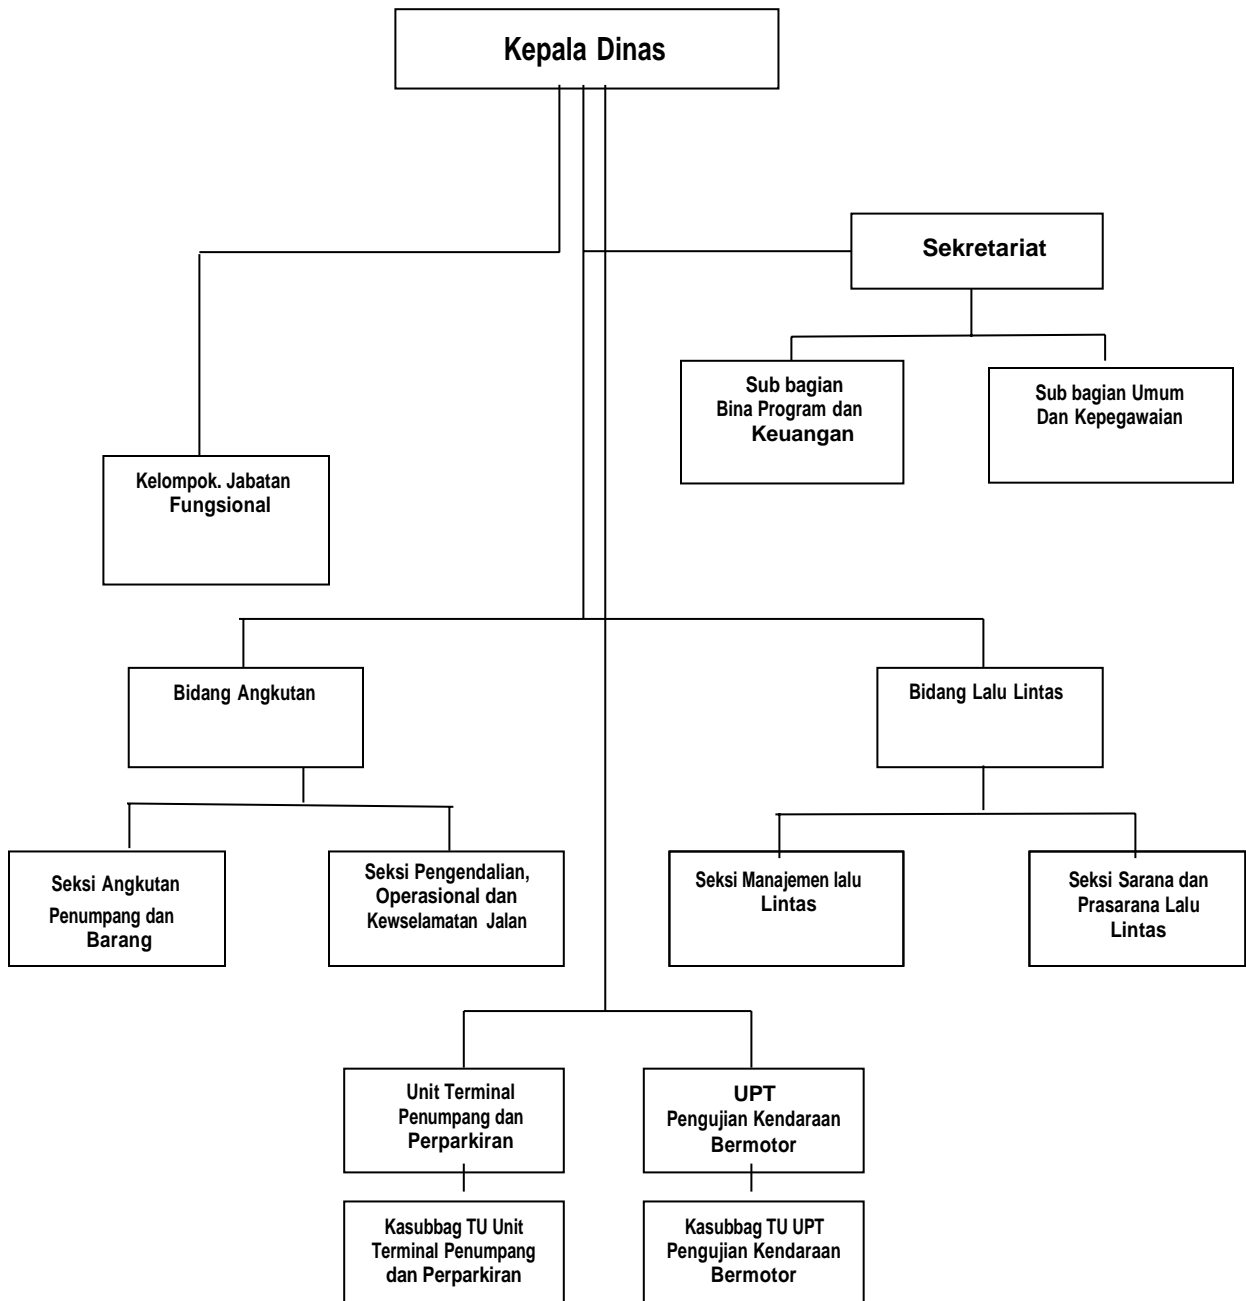 Kepala Dinas
Sekretariat
Sub bagian
Bina Program dan
Keuangan
Sub bagian Umum
Dan Kepegawaian
Kelompok. Jabatan
Fungsional
Bidang Angkutan
Bidang Lalu Lintas
Seksi Angkutan
Penumpang dan
Barang
Seksi Pengendalian,
Operasional dan
Kewselamatan Jalan
Seksi Manajemen lalu
Lintas
Seksi Sarana dan
Prasarana Lalu
Lintas
Unit Terminal
Penumpang dan
Perparkiran
UPT
Pengujian Kendaraan
Bermotor
Kasubbag TU Unit
Terminal Penumpang
dan Perparkiran
Kasubbag TU UPT
Pengujian Kendaraan
Bermotor